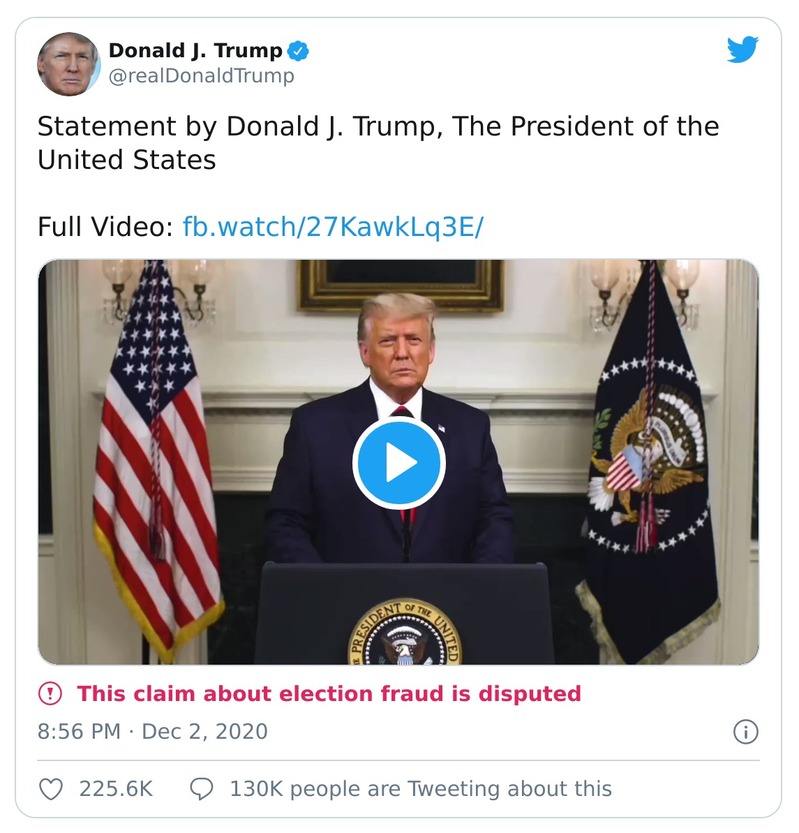 Donald J. Trump
@realDonaldTrump
Statement by Donald J. Trump, The President of the
United States
Full Video: fb.watch/27KawkLq3E/
PRESIDENT OF THE UNITED
This claim about election fraud is disputed
8:56 PM · Dec 2, 2020
225.6K 130K people are Tweeting about this